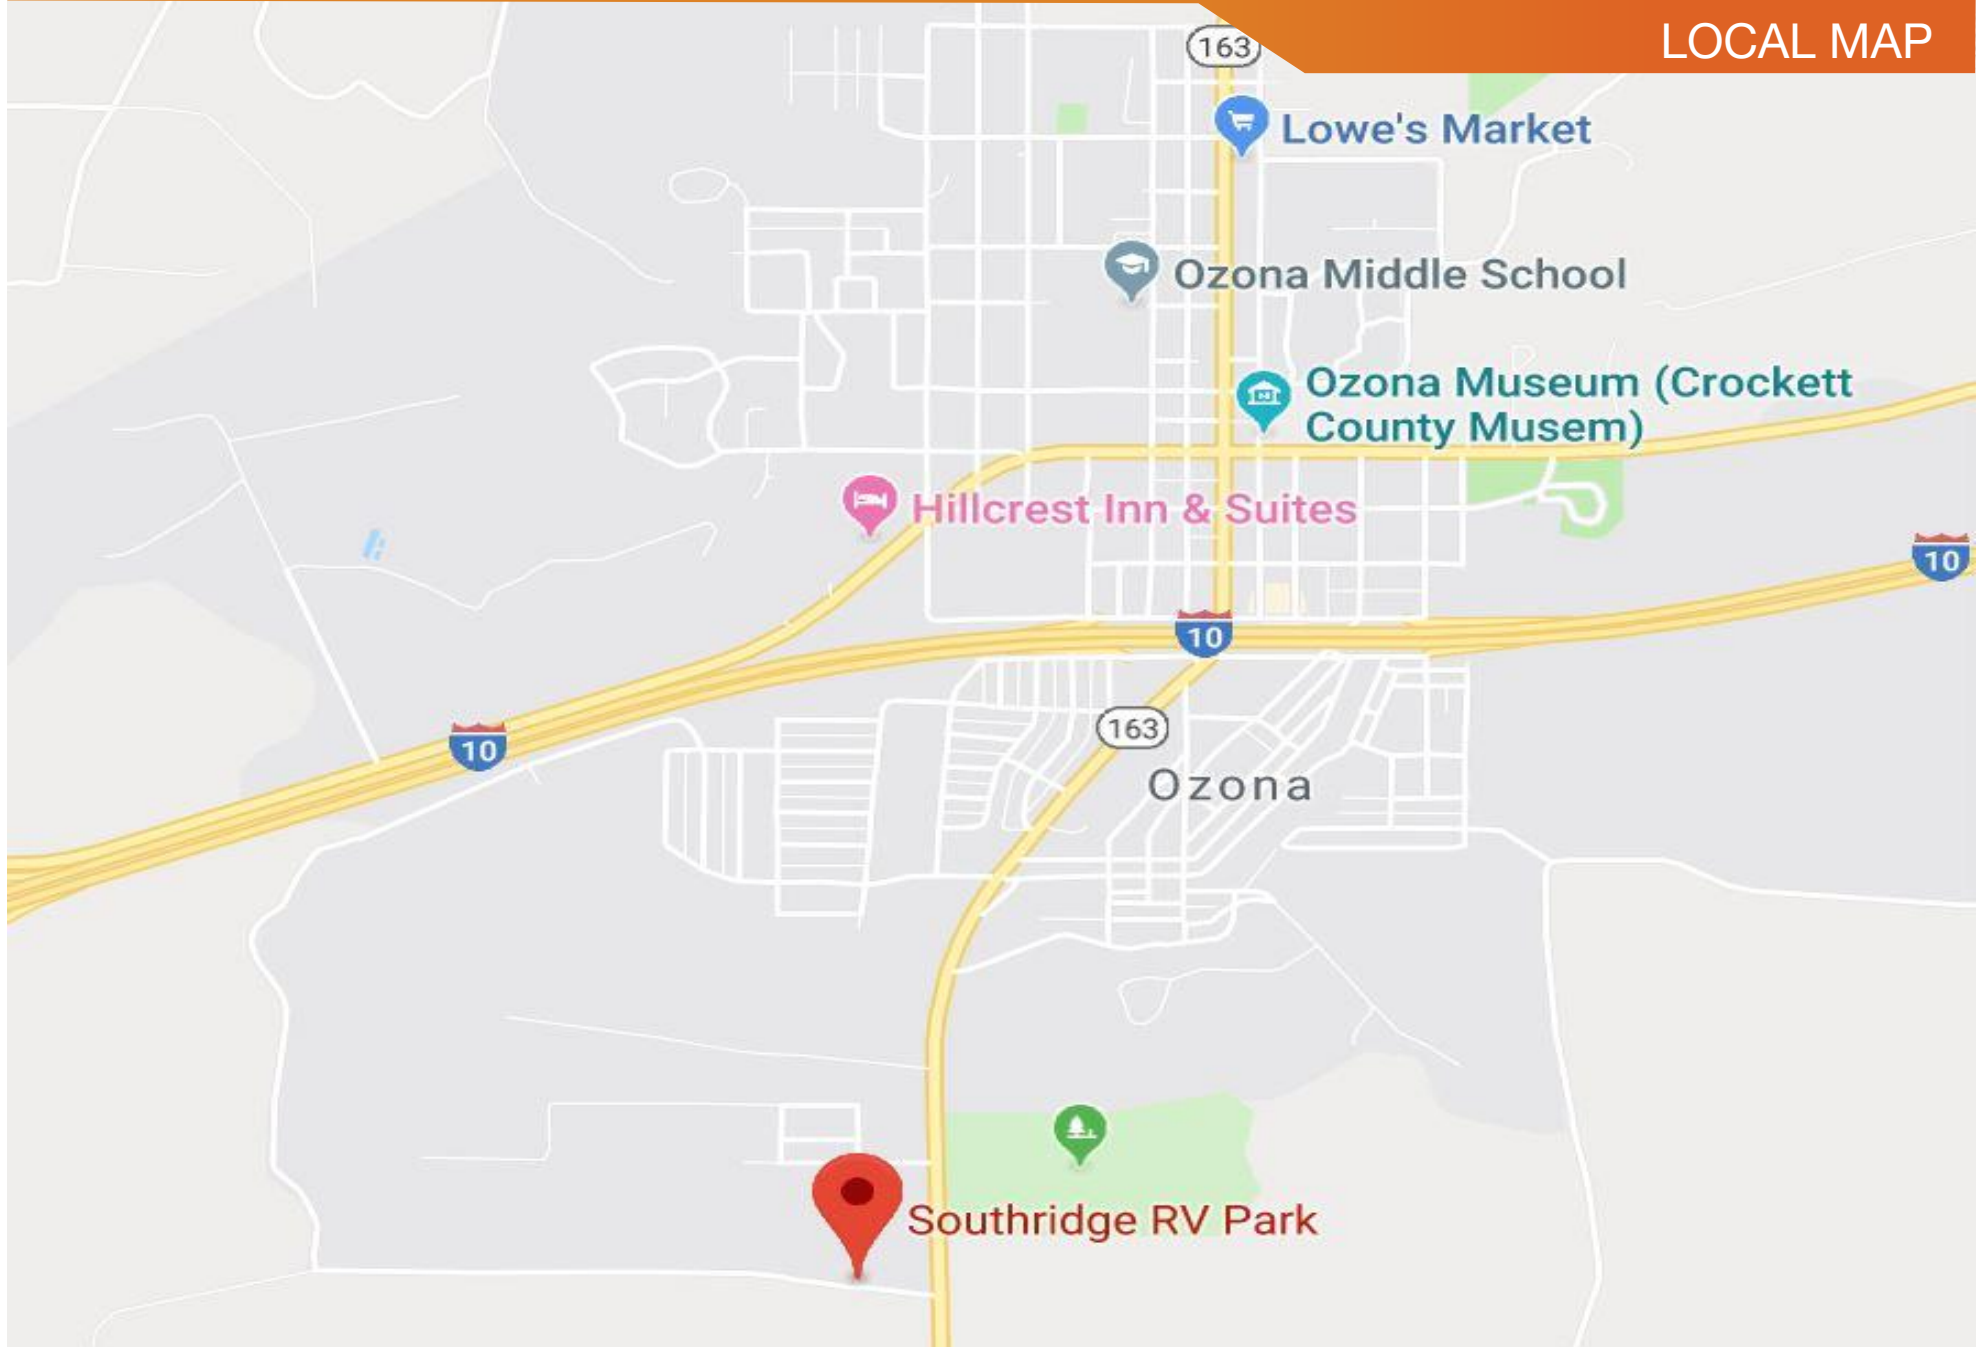 LOCAL MAP
163
Lowe's Market
Ozona Middle School
Ozona Museum (Crockett
County Musem)
Hillcrest Inn & Suites
10
10
10
163
Ozona
Southridge RV Park